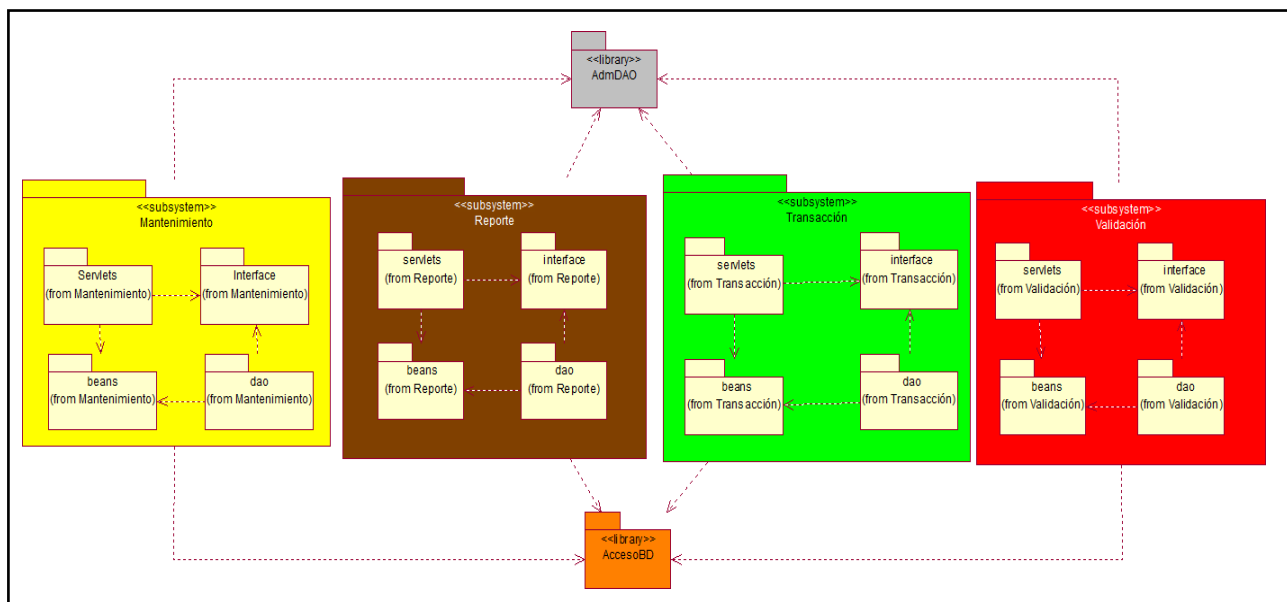 <<library>>
AdmDAO
<<subsystem>>
Mantenimiento
Servlets
(from Mantenimiento)
Interface
(from Mantenimiento)
beans
(from Mantenimiento)
dao
(from Mantenimiento)
<<subsystem>>
Reporte
servlets
(from Reporte)
interface
(from Reporte)
beans
(from Reporte)
dao
(from Reporte)
<<subsystem>>
Transacción
servlets
(from Transacción)
interface
(from Transacción)
beans
(from Transacción)
dao
(from Transacción)
<<subsystem>>
Validación
servlets
(from Validación)
interface
(from Validación)
beans
(from Validación)
dao
(from Validación)
<<library>>
AccesoBD